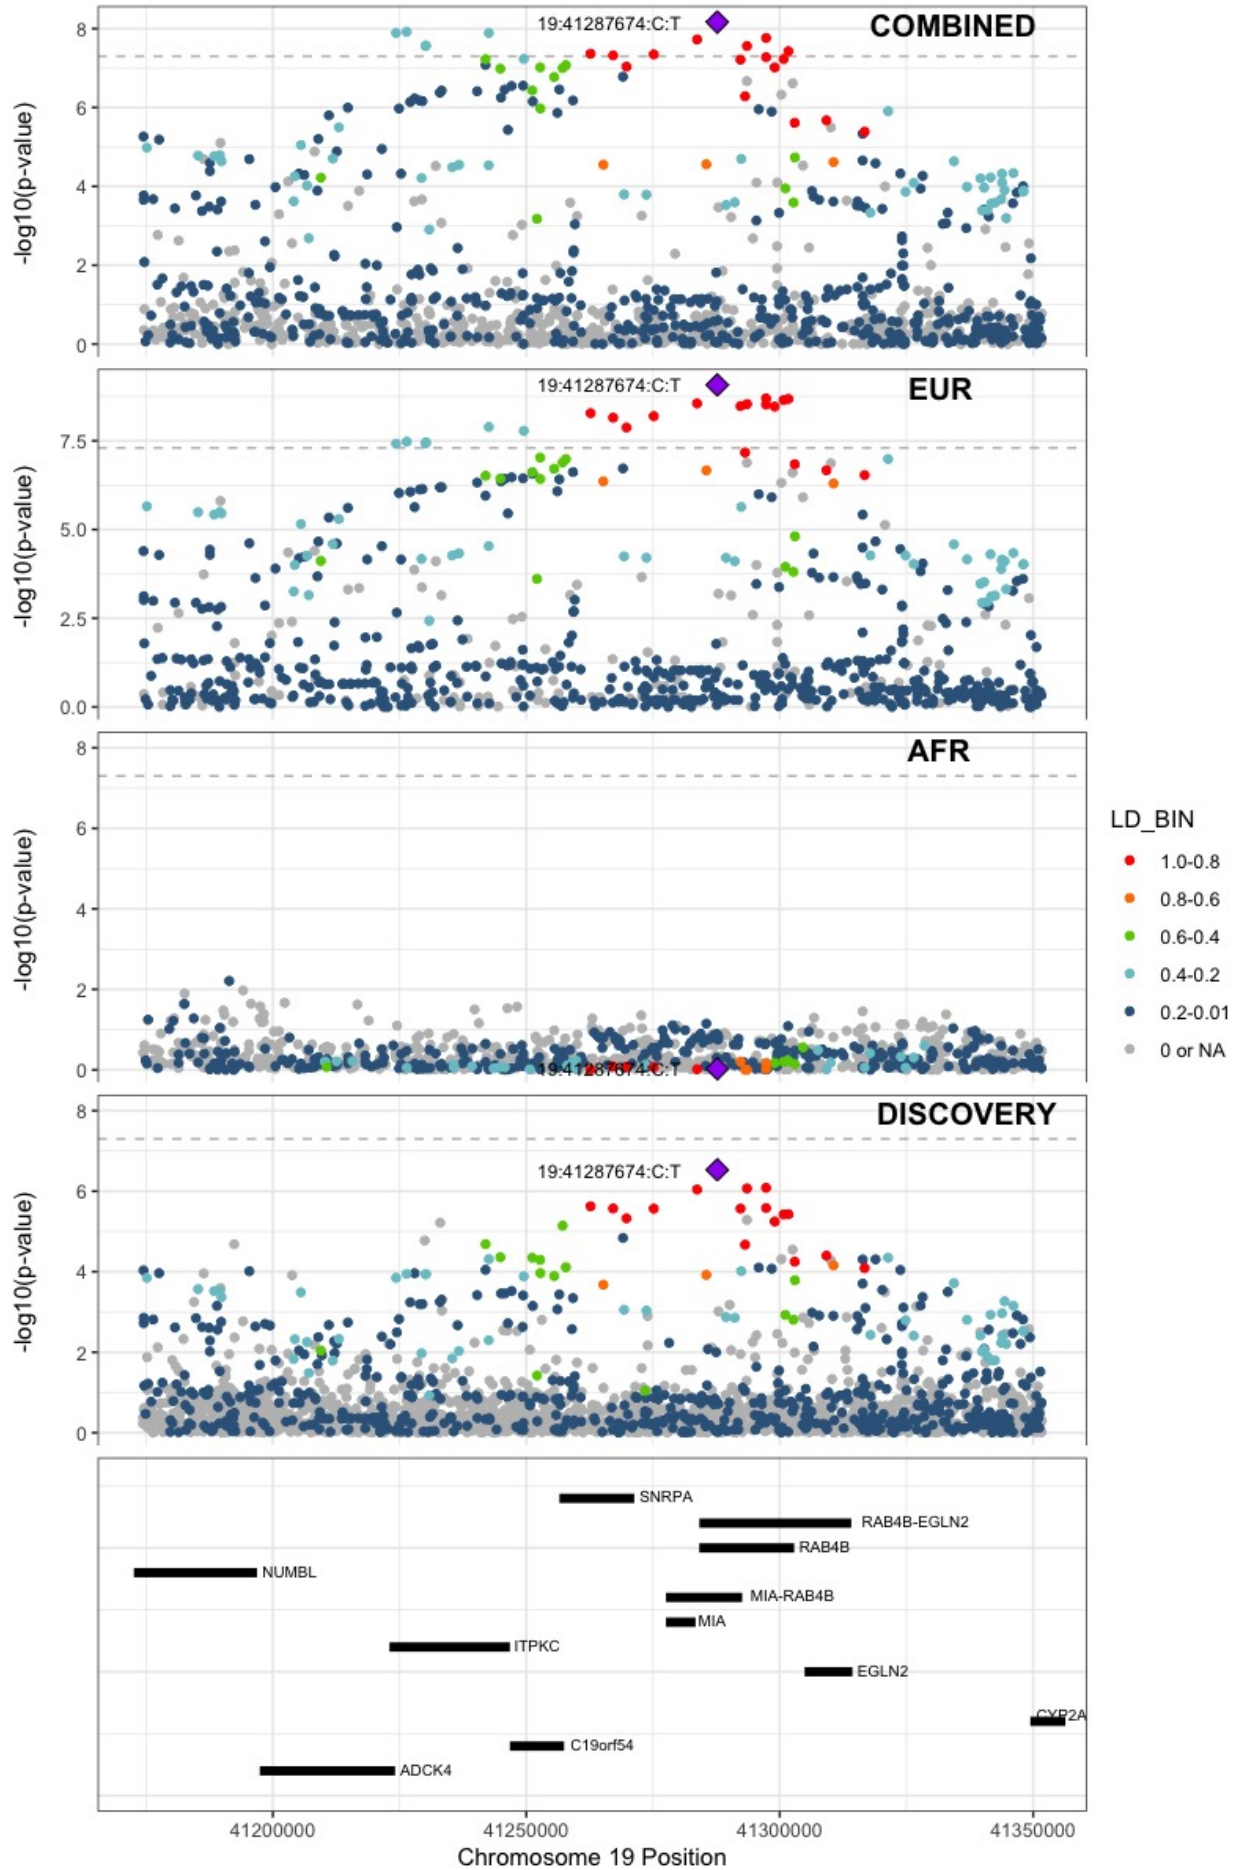 COMBINED
19:41287674:C:T
8
6
4
2
0
-log10(p-value)
EUR
19:41287674:C:T
7.5
5.0
2.5
0.0
-log10(p-value)
AFR
8
6
4
2
0
-log10(p-value)
19:41287674:C:T
DISCOVERY
19:41287674:C:T
8
6
4
2
0
-log10(p-value)
LD_BIN
1.0-0.8
0.8-0.6
0.6-0.4
0.4-0.2
0.2-0.01
0 or NA
SNRPA
RAB4B-EGLN2
RAB4B
NUMBL
MIA-RAB4B
MIA
ITPKC
EGLN2
CYP2A
C19orf54
ADCK4
41200000 41250000 41300000 41350000
Chromosome 19 Position